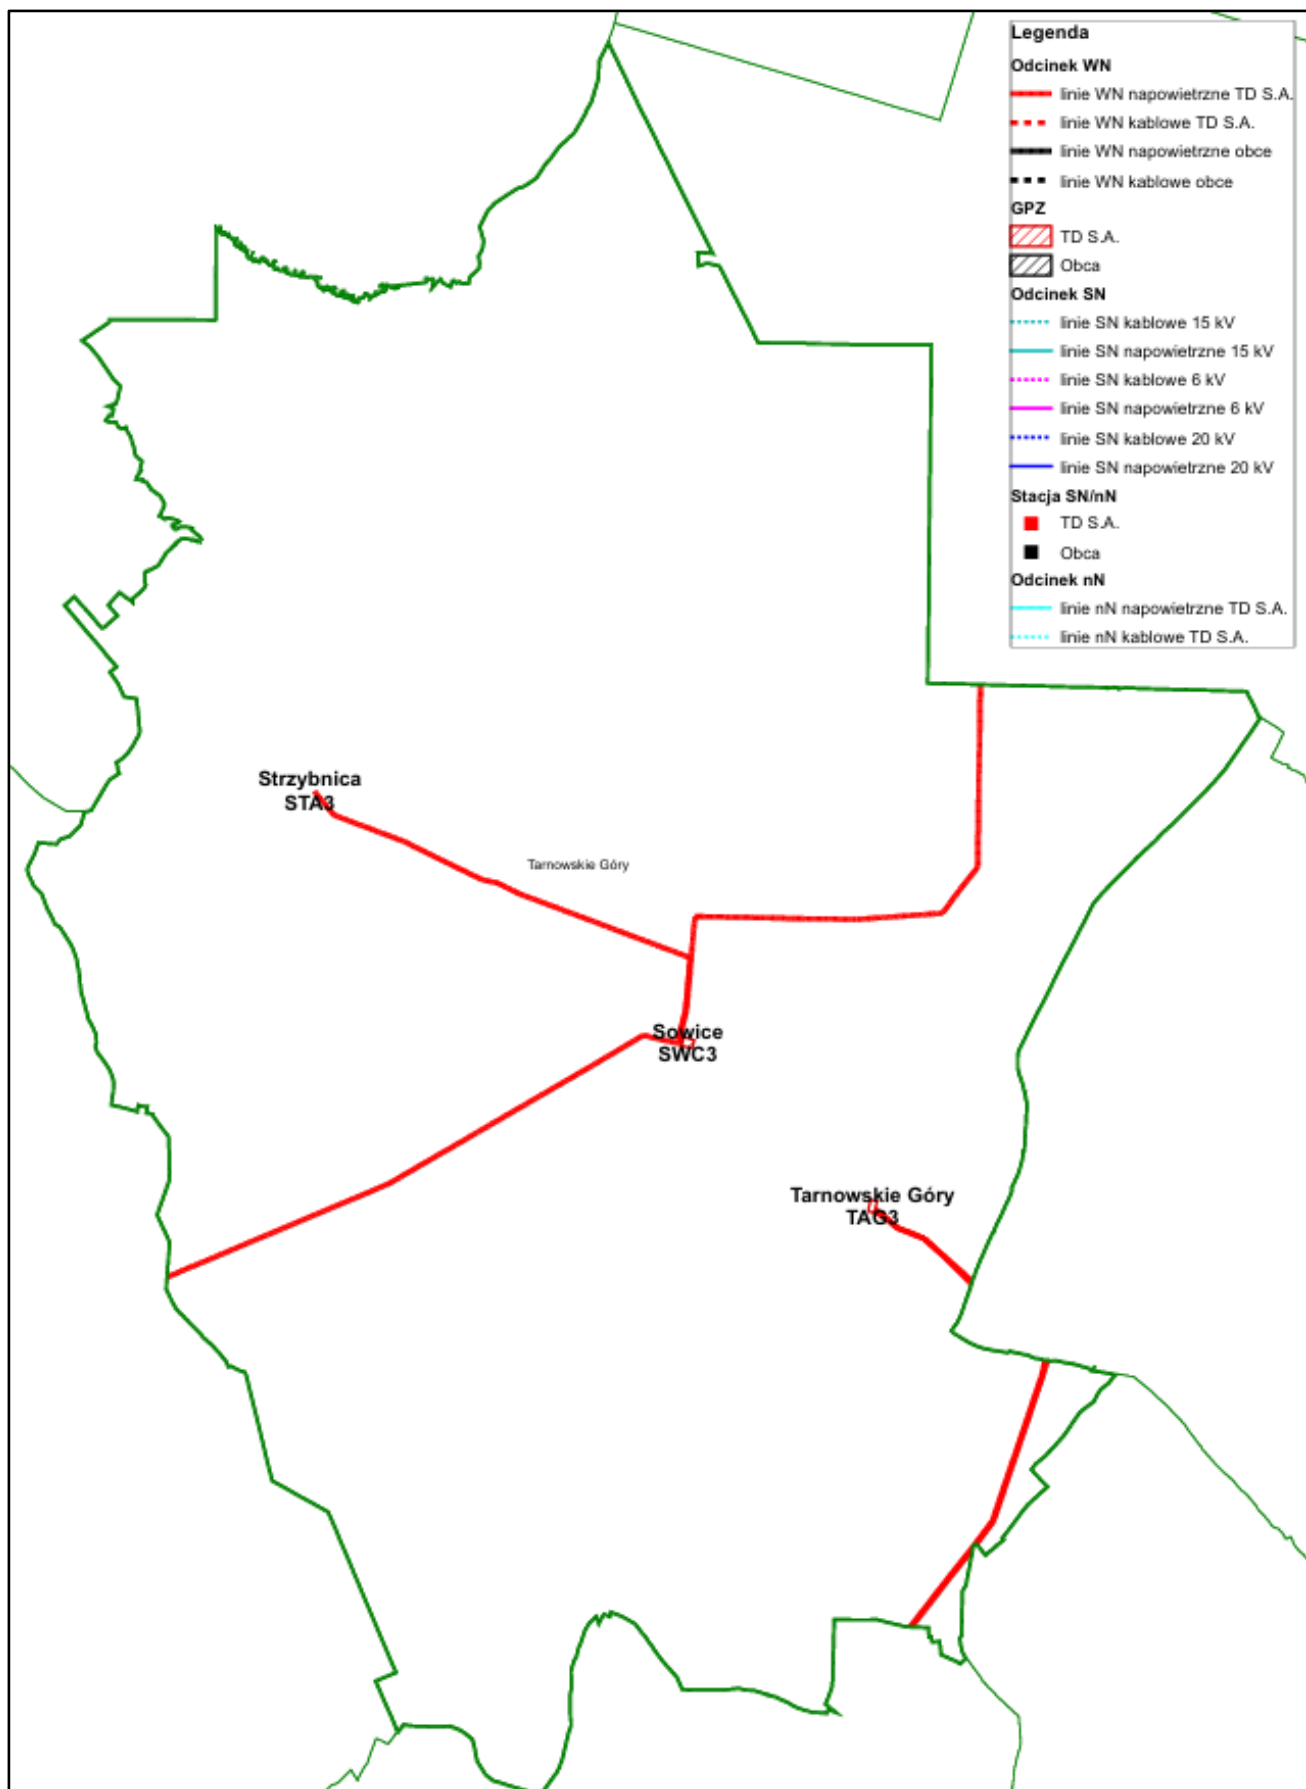 Legenda
Odcinek WN
linie WN napowietrzne TD S.A.
linie WN kablowe TD S.A.
linie WN napowietrzne obce
linie WN kablowe obce
GPZ
TD S.A.
Obca
Odcinek SN
linie SN kablowe 15 kV
linie SN napowietrzne 15 kV
linie SN kablowe 6 kV
linie SN napowietrzne 6 kV
linie SN kablowe 20 kV
linie SN napowietrzne 20 kV
Stacja SN/nN
TD S.A.
Obca
Odcinek nN
linie nN napowietrzne TD S.A.
linie nN kablowe TD S.A.
Strzybnica
STA3
Tarnowskie Góry
Sowice
SWC3
Tarnowskie Góry
TAG3